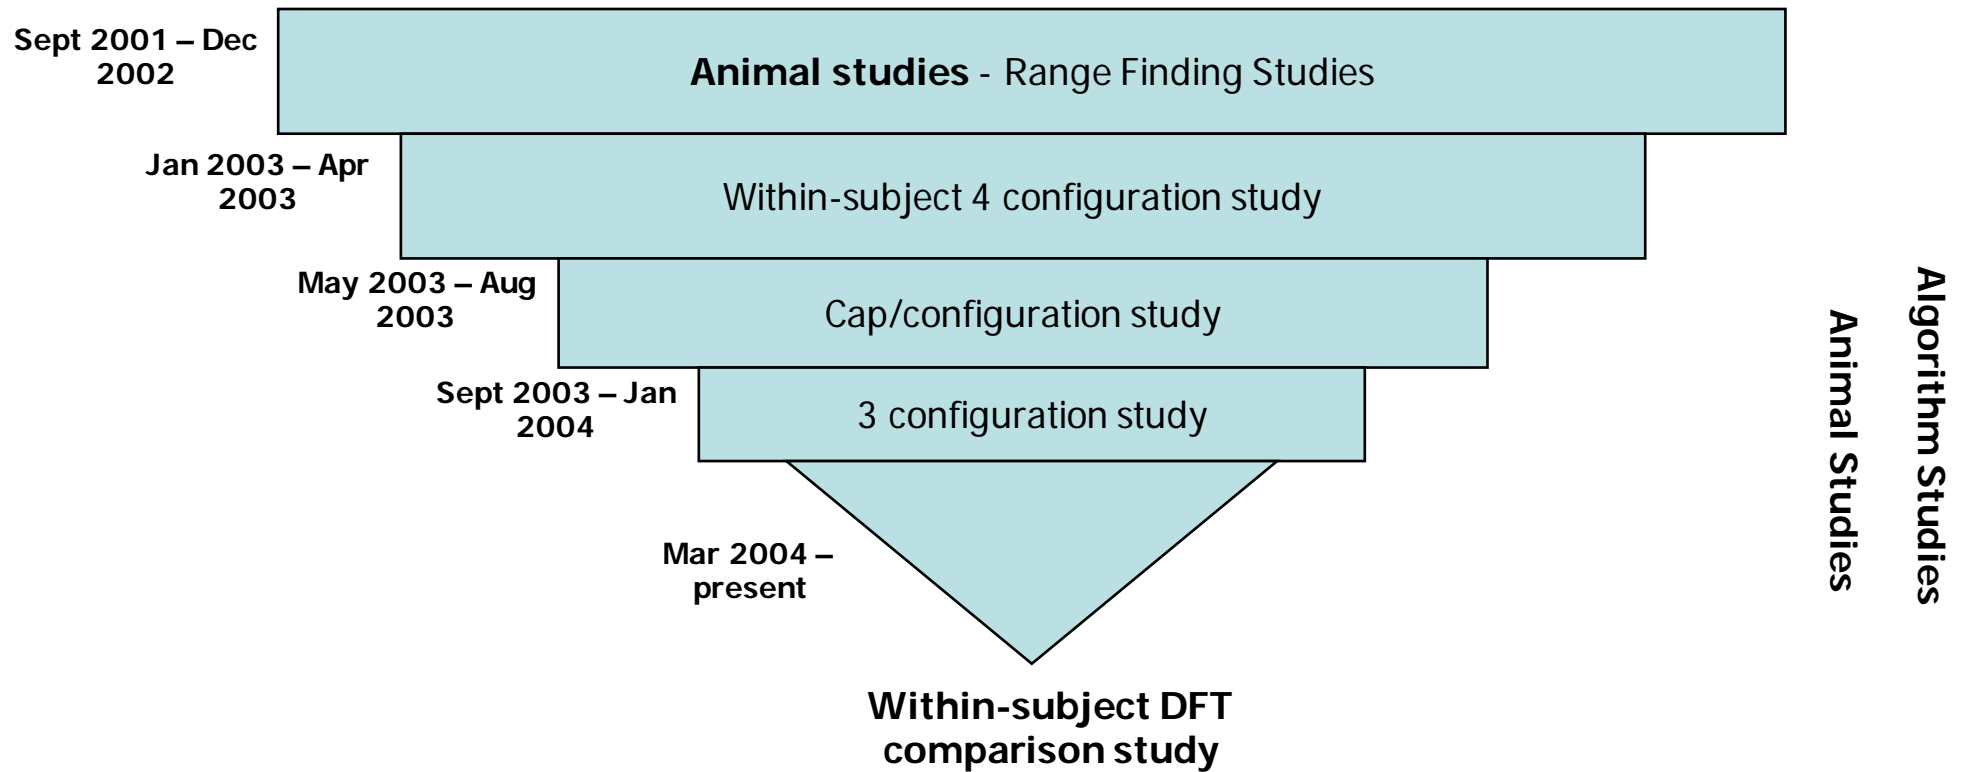 Sept 2001 – Dec
2002
Animal studies - Range Finding Studies
Jan 2003 – Apr
2003
Within-subject 4 configuration study
May 2003 – Aug
2003
Cap/configuration study
Sept 2003 – Jan
2004
3 configuration study
Mar 2004 –
present
Within-subject DFT
comparison study
Animal Studies
Algorithm Studies